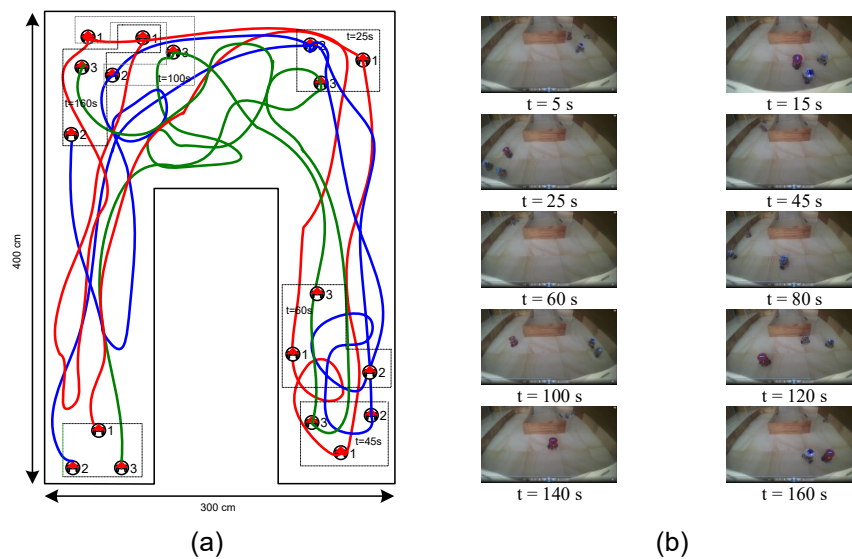 1
1
3
2
t=25s
1
3
2
t=100s
3
t=160s
2
400 cm
3
t=60s
1
2
2
3
t=45s
1
1
2
3
300 cm
(a)
t = 5 s
t = 15 s
t = 25 s
t = 45 s
t = 60 s
t = 80 s
t = 100 s
t = 120 s
t = 140 s
t = 160 s
(b)